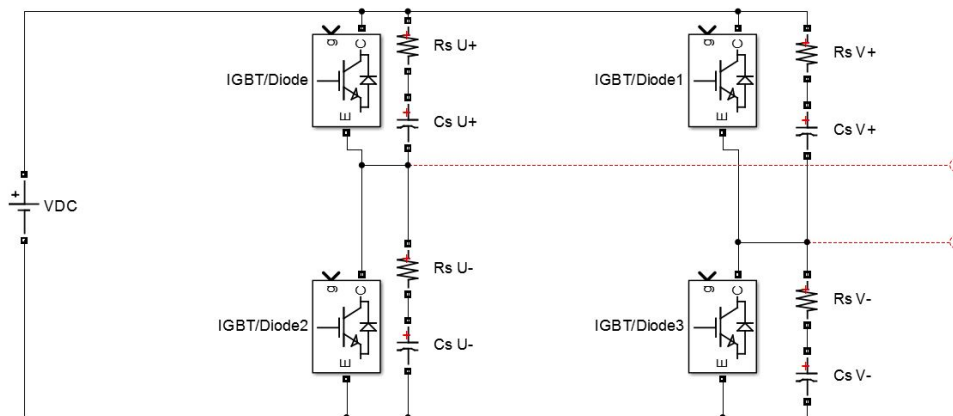 g C
IGBT/Diode
E
Rs U+
Cs U+
g C
IGBT/Diode1
E
Rs V+
Cs V+
+
VDC
g C
IGBT/Diode2
E
Rs U-
Cs U-
g C
IGBT/Diode3
E
Rs V-
Cs V-